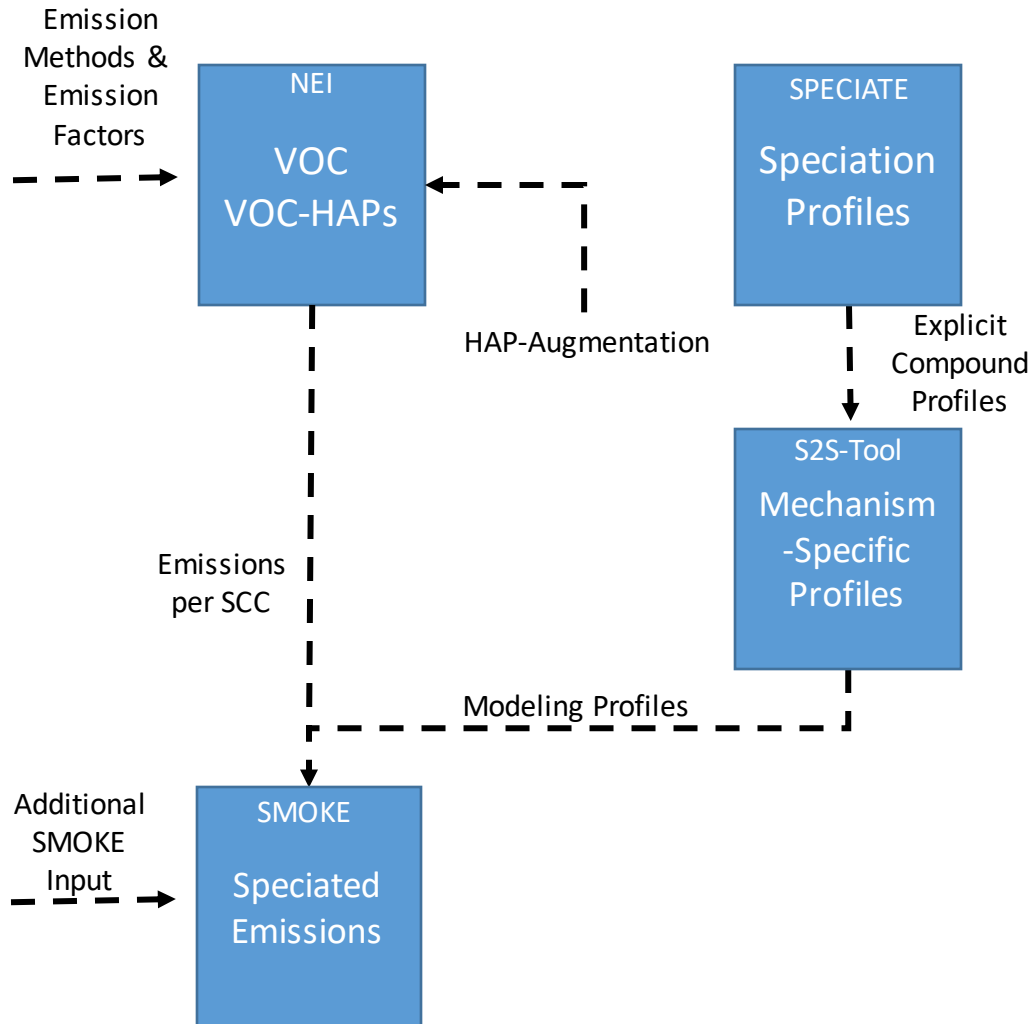 Emission
Methods &
Emission
Factors
NEI
VOC
VOC-HAPs
SPECIATE
Speciation
Profiles
HAP-Augmentation
Explicit
Compound
Profiles
S2S-Tool
Mechanism
-Specific
Profiles
Emissions
per SCC
Modeling Profiles
Additional
SMOKE
Input
SMOKE
Speciated
Emissions